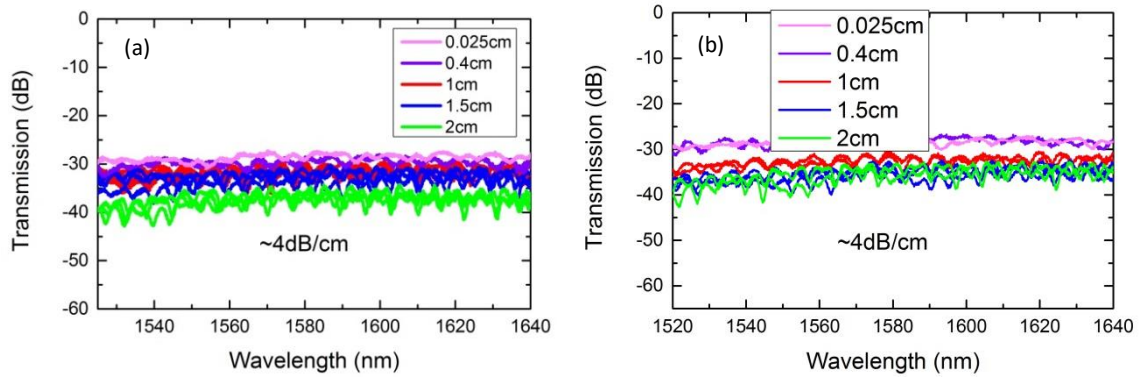 (a)
0.025cm
0.4cm
1cm
1.5cm
2cm
~4dB/cm
Transmission (dB)
0
-10
-20
-30
-40
-50
-60
1540
1560
1580
1600
1620
1640
Wavelength (nm)
(b)
0.025cm
0.4cm
1cm
1.5cm
2cm
~4dB/cm
Transmission (dB)
0
-10
-20
-30
-40
-50
-60
1520
1540
1560
1580
1600
1620
1640
Wavelength (nm)